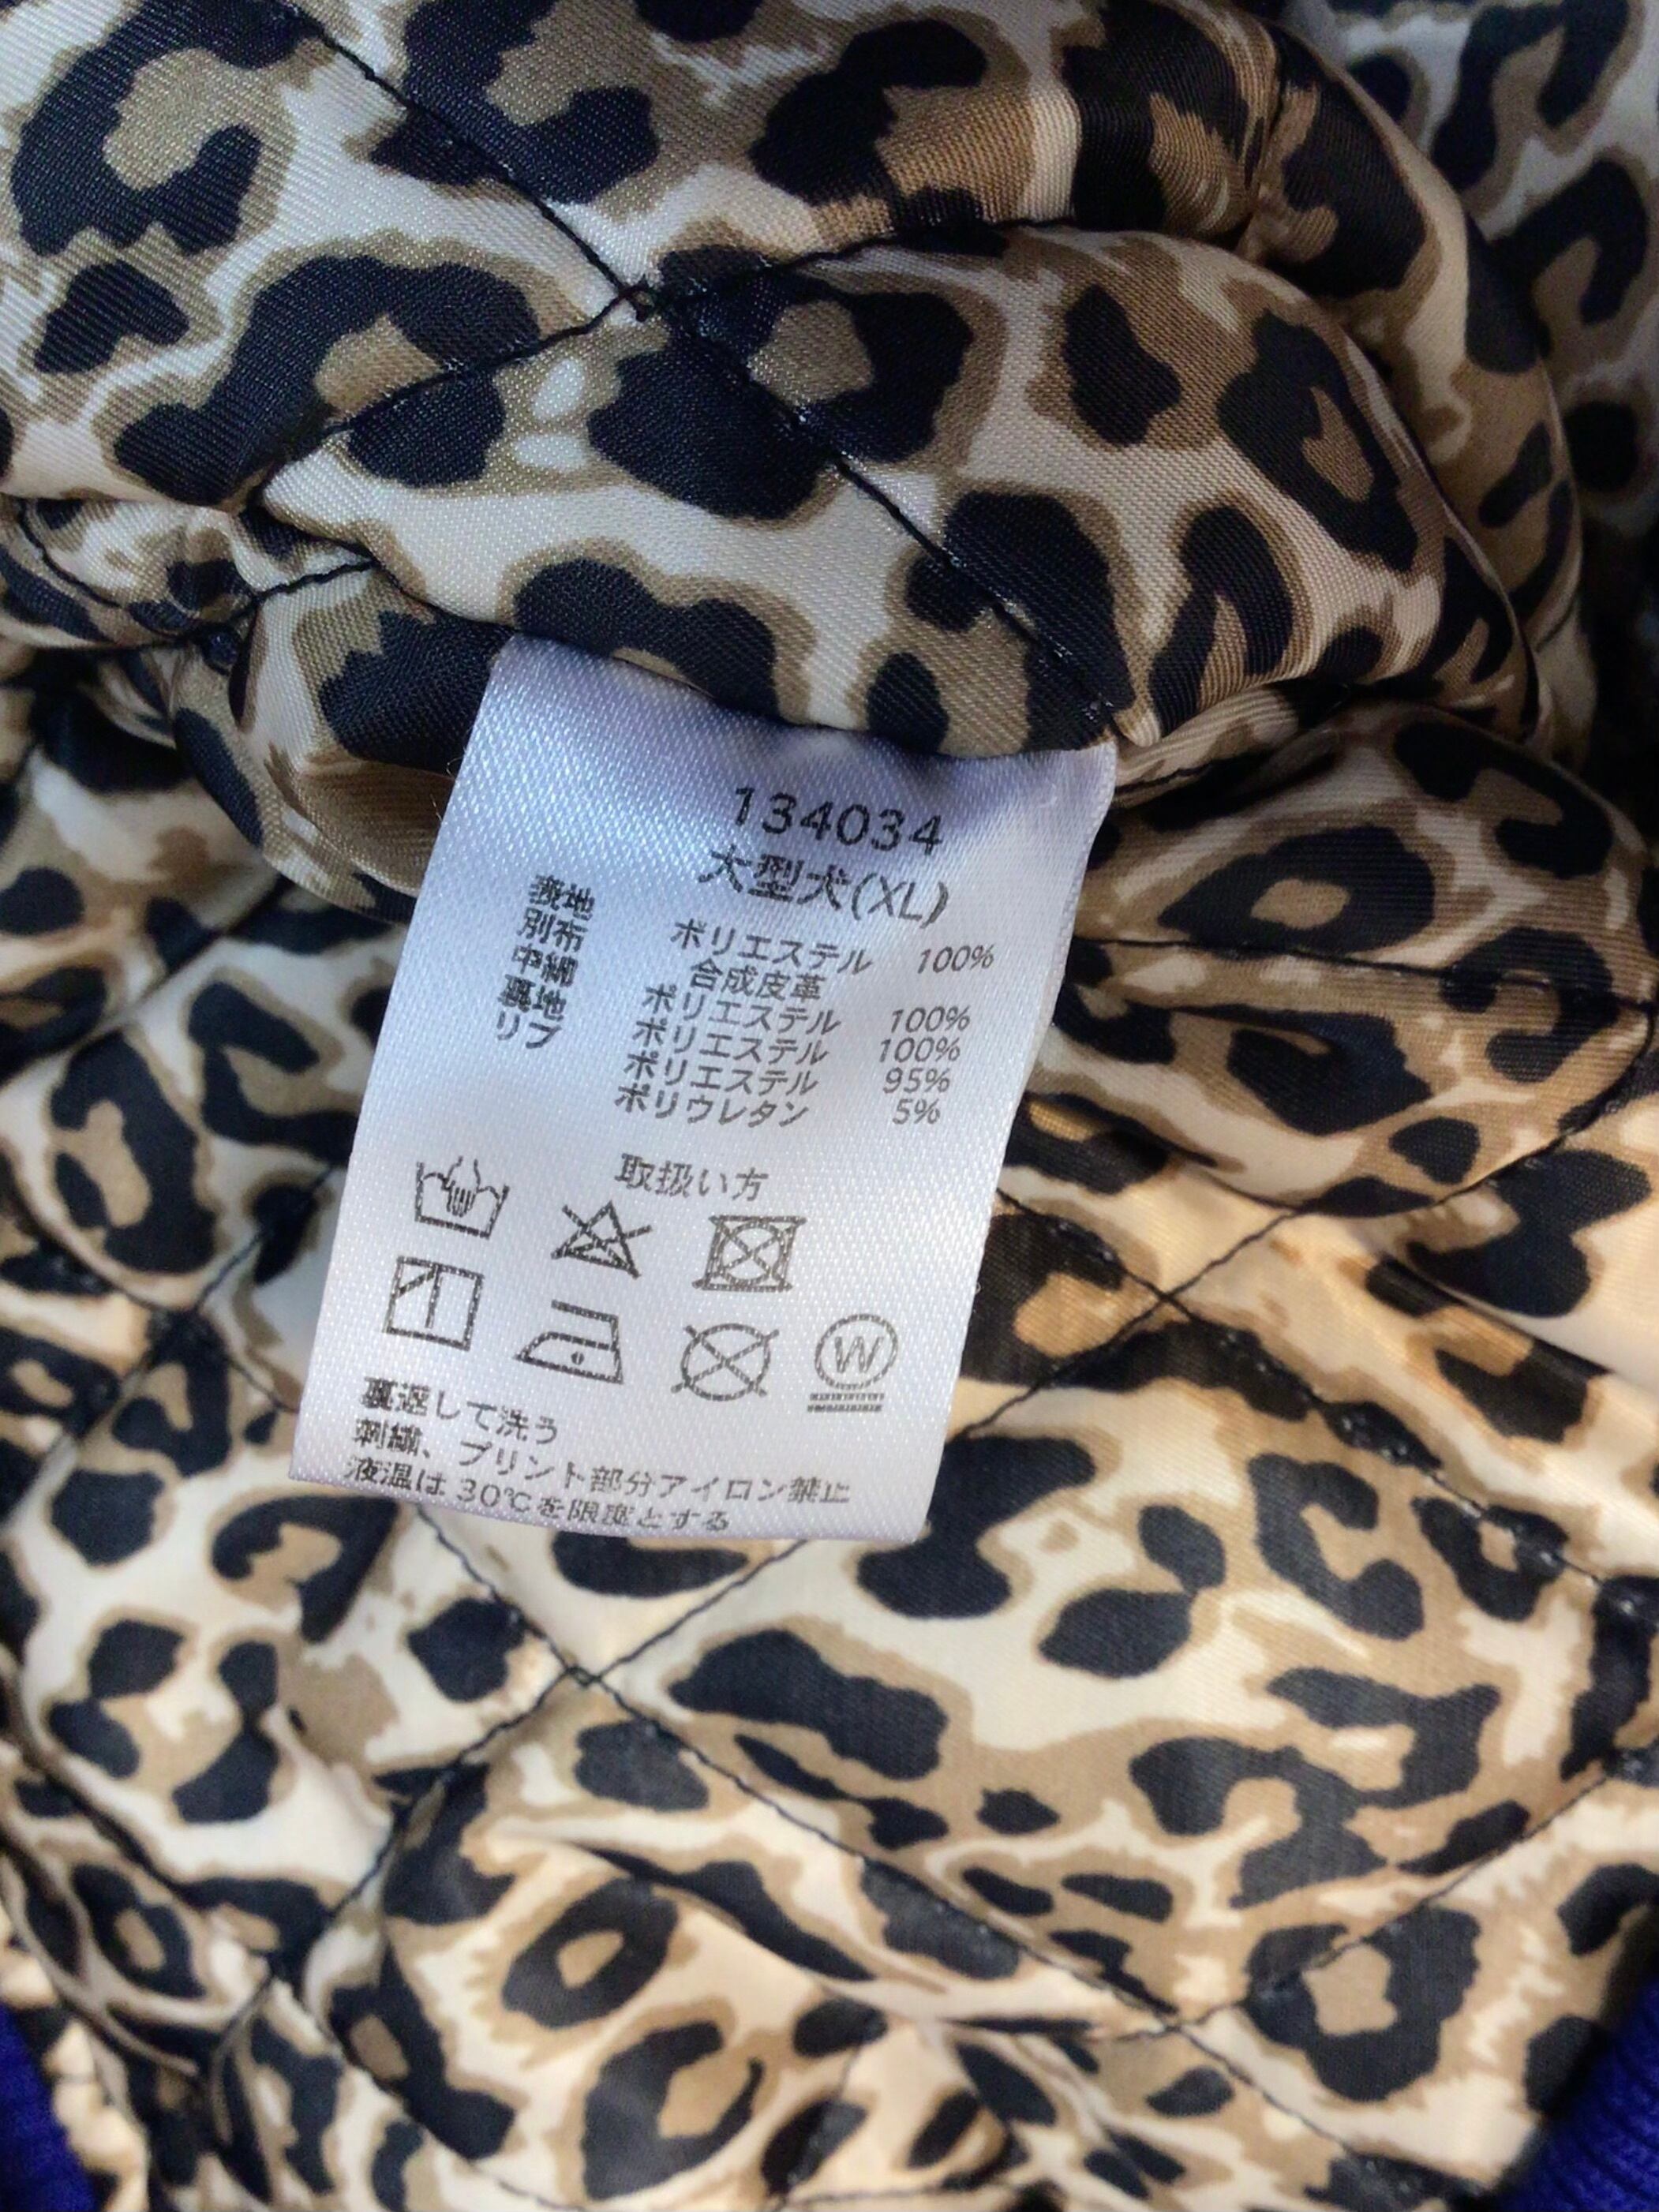 134034
大型犬(XL)
表地 ポリエステル 100%
別布 合成皮革
中綿 ポリエステル 100%
裏地 ポリエステル 100%
リブ ポリエステル 95%
ポリウレタン 5%
取扱い方
W
裏返して洗う
刺繍、プリント部分アイロン禁止
液温は30℃を限度とする